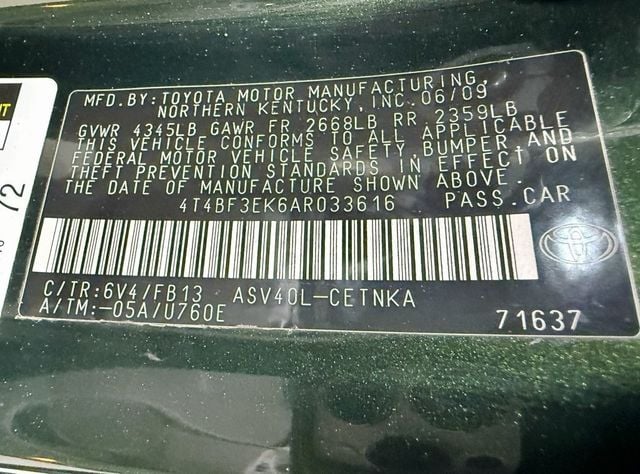 MFD. BY: TOYOTA MOTOR MANUFACTURING,
NORTHERN KENTUCKY, INC. 06/09
GVWR 4345LB GAWR FR 2668LB RR 2359LB
THIS VEHICLE CONFORMS TO ALL APPLICABLE
FEDERAL MOTOR VEHICLE SAFETY, BUMPER, AND
THEFT PREVENTION STANDARDS IN EFFECT ON
THE DATE OF MANUFACTURE SHOWN ABOVE.
4T4BF3EK6AR033616 PASS. CAR
C/TR: 6V4/FB13 ASV40L-CETNKA
A/TM: -05A/U760E
71637
72